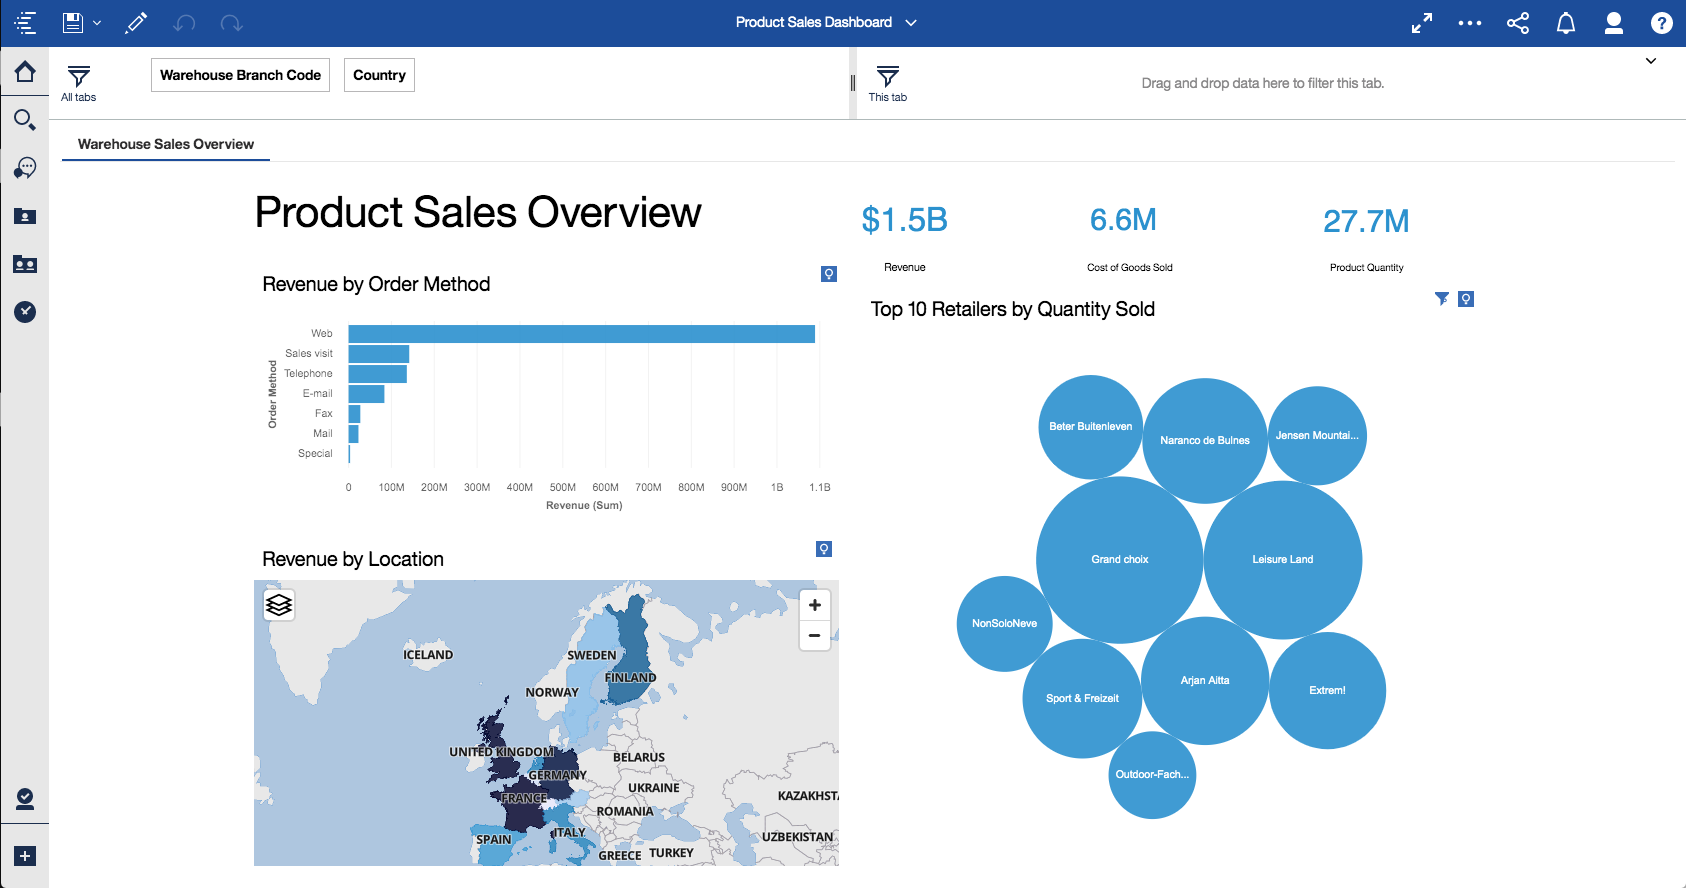 Product Sales Dashboard
All tabs
Warehouse Branch Code
Country
This tab
Drag and drop data here to filter this tab.
Warehouse Sales Overview
Product Sales Overview
$1.5B
6.6M
27.7M
Revenue
Cost of Goods Sold
Product Quantity
Revenue by Order Method
Order Method
Web
Sales visit
Telephone
E-mail
Fax
Mail
Special
0 100M 200M 300M 400M 500M 600M 700M 800M 900M 1B 1.1B
Revenue (Sum)
Top 10 Retailers by Quantity Sold
Beter Buitenleven
Naranco de Bulnes
Jensen Mountai...
Grand choix
Leisure Land
NonSoloNeve
Sport & Freizeit
Arjan Aitta
Extrem!
Outdoor-Fach...
Revenue by Location
ICELAND
SWEDEN
FINLAND
NORWAY
UNITED KINGDOM
BELARUS
GERMANY
UKRAINE
FRANCE
KAZAKHSTA
ROMANIA
SPAIN
ITALY
UZBEKISTAN
GREECE
TURKEY